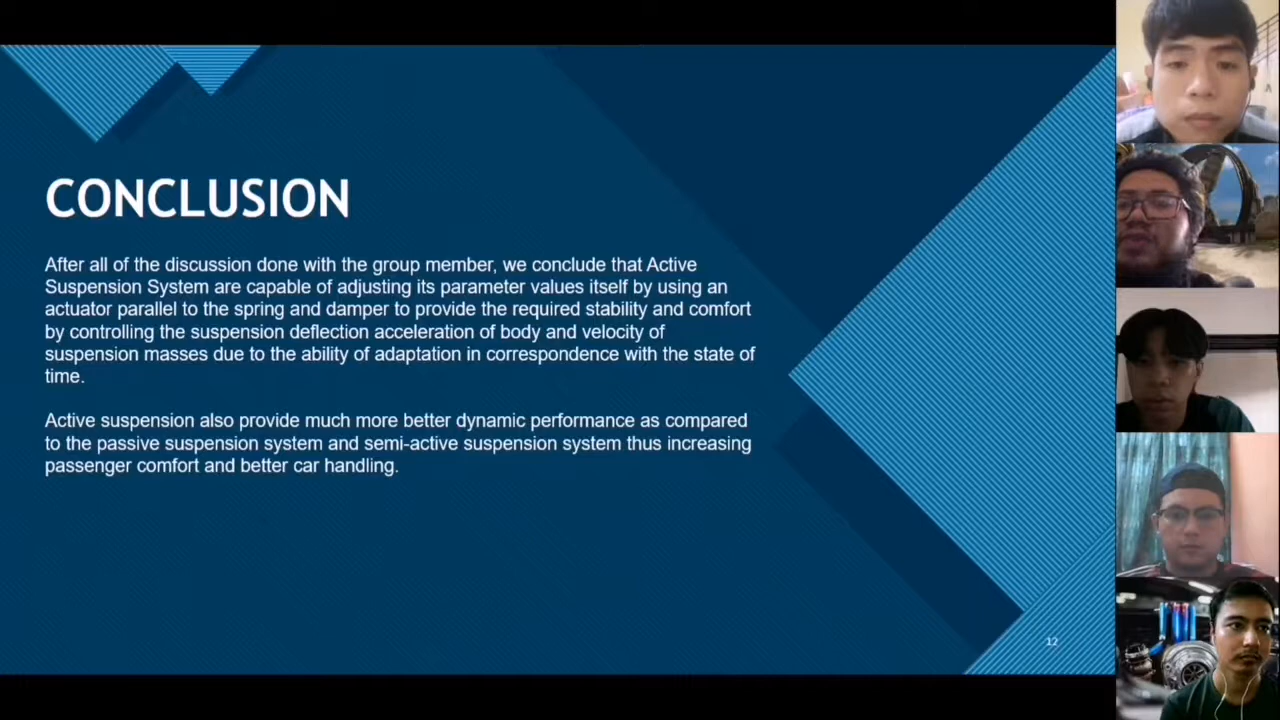 CONCLUSION
After all of the discussion done with the group member, we conclude that Active
Suspension System are capable of adjusting its parameter values itself by using an
actuator parallel to the spring and damper to provide the required stability and comfort
by controlling the suspension deflection acceleration of body and velocity of
suspension masses due to the ability of adaptation in correspondence with the state of
time.
Active suspension also provide much more better dynamic performance as compared
to the passive suspension system and semi-active suspension system thus increasing
passenger comfort and better car handling.
12